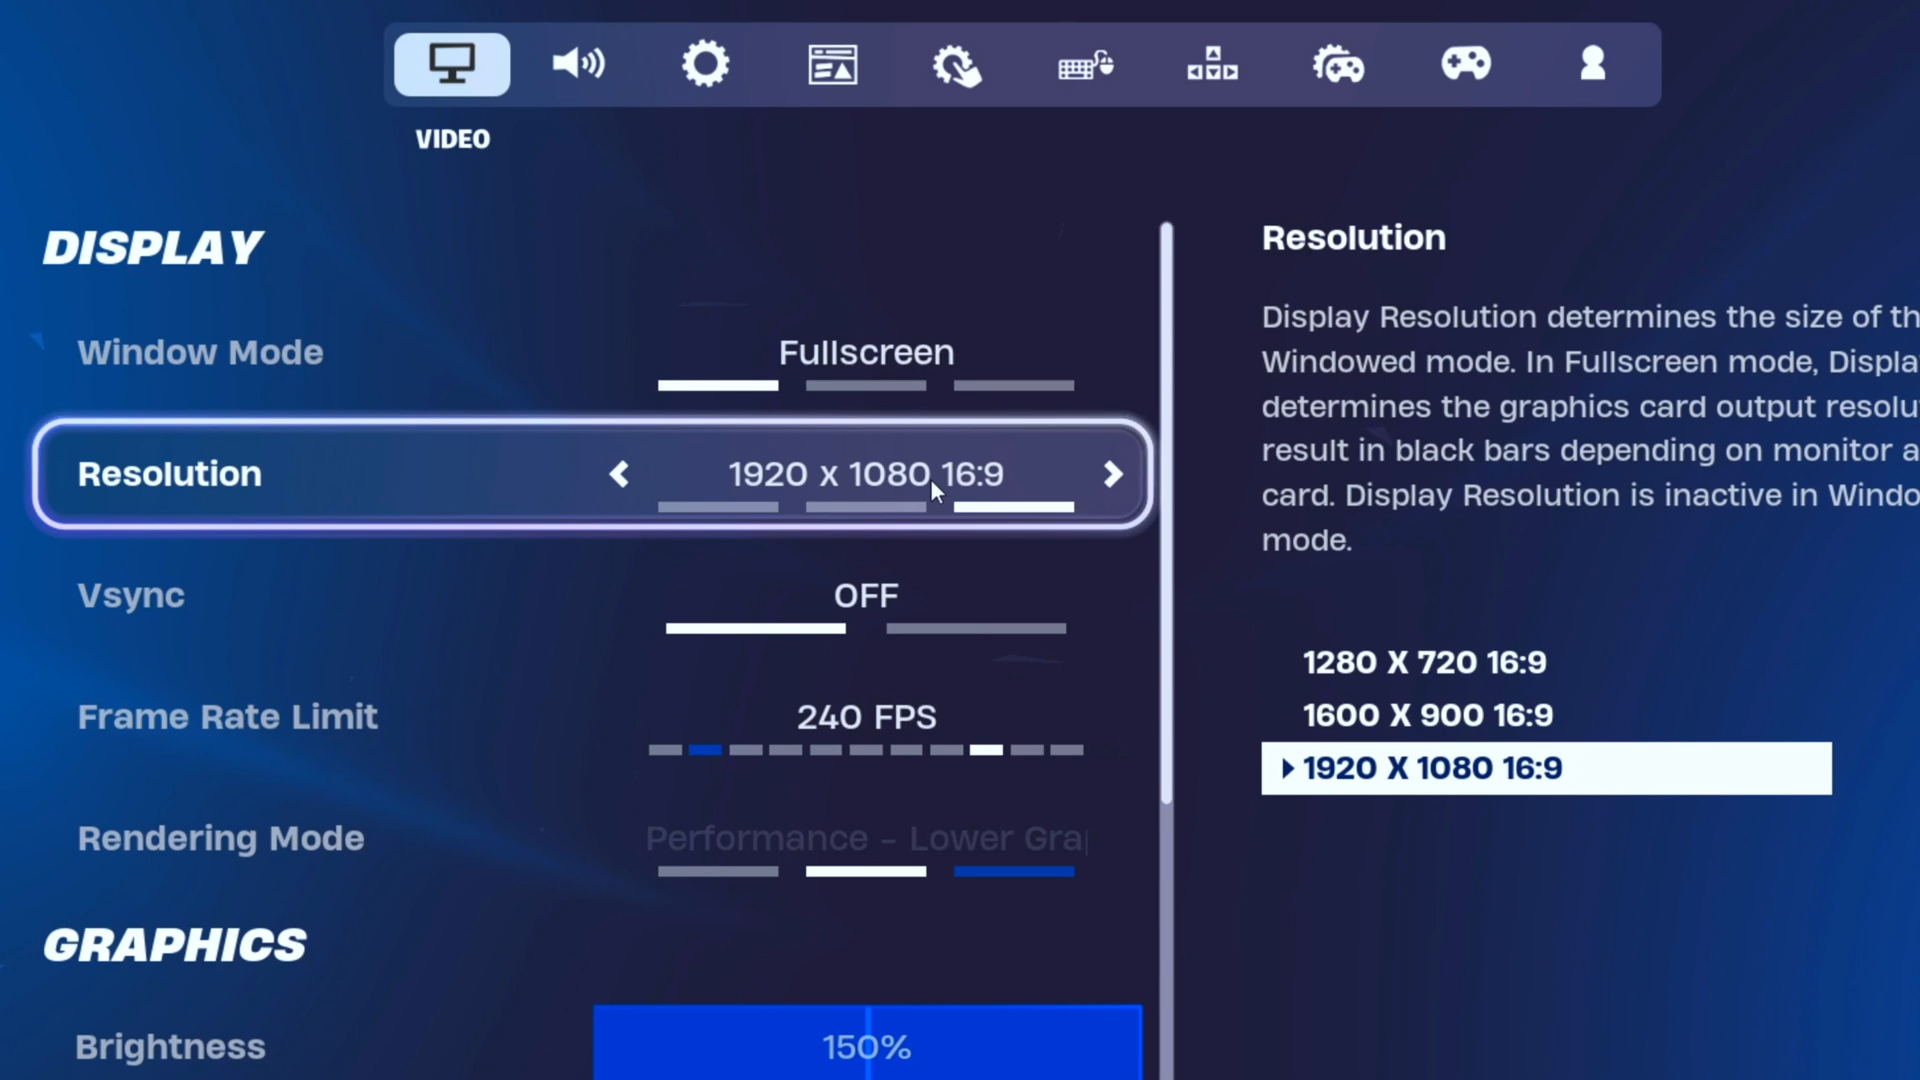 VIDEO
DISPLAY
Window Mode
Fullscreen
Resolution
1920 x 1080 16:9
Vsync
OFF
Frame Rate Limit
240 FPS
Rendering Mode
Performance - Lower Gra
GRAPHICS
Brightness
150%
Resolution
Display Resolution determines the size of th
Windowed mode. In Fullscreen mode, Displa
determines the graphics card output resolu
result in black bars depending on monitor a
card. Display Resolution is inactive in Windo
mode.
1280 X 720 16:9
1600 X 900 16:9
1920 X 1080 16:9